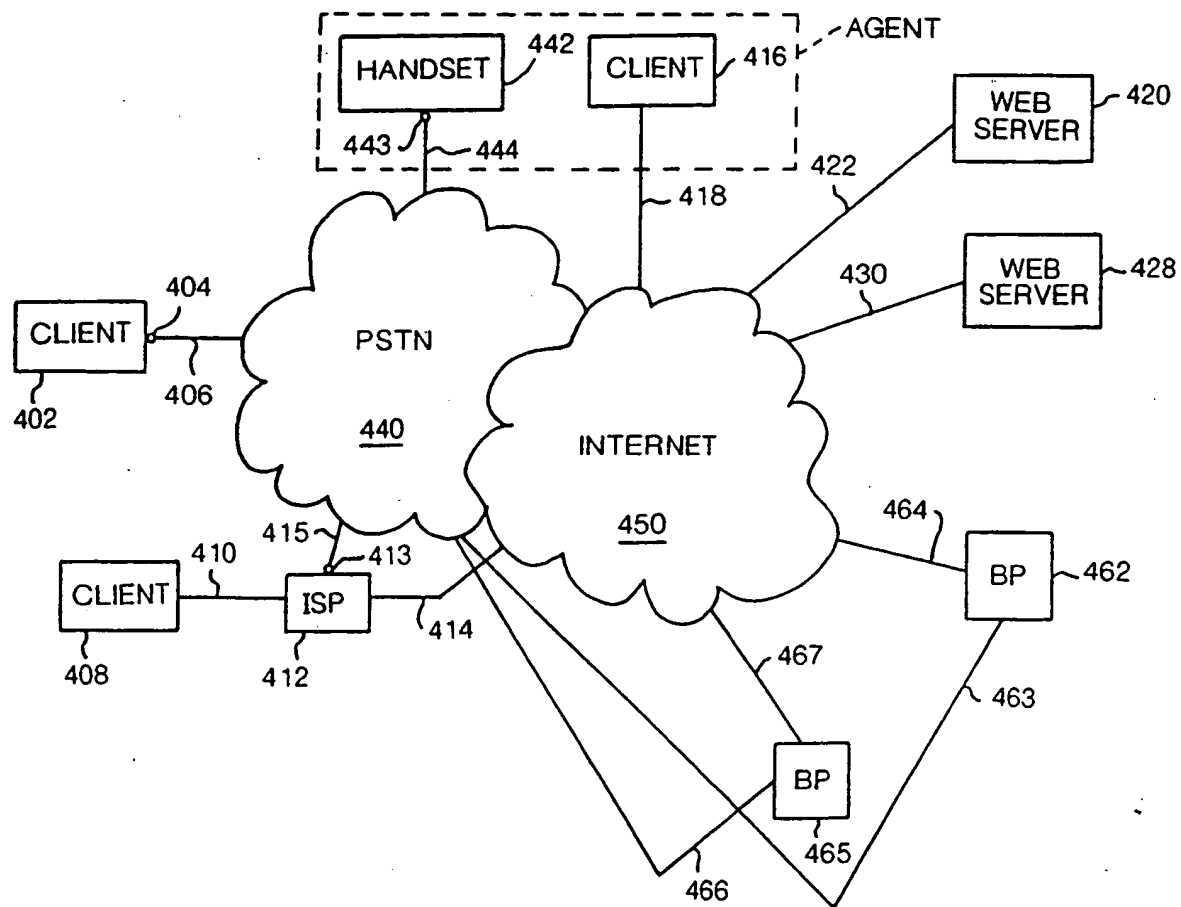 AGENT
HANDSET
442
CLIENT
416
443
444
418
WEB
SERVER
420
422
WEB
SERVER
428
430
404
CLIENT
406
402
PSTN
440
INTERNET
450
415
413
410
CLIENT
ISP
408
412
414
464
BP
462
467
463
BP
465
466